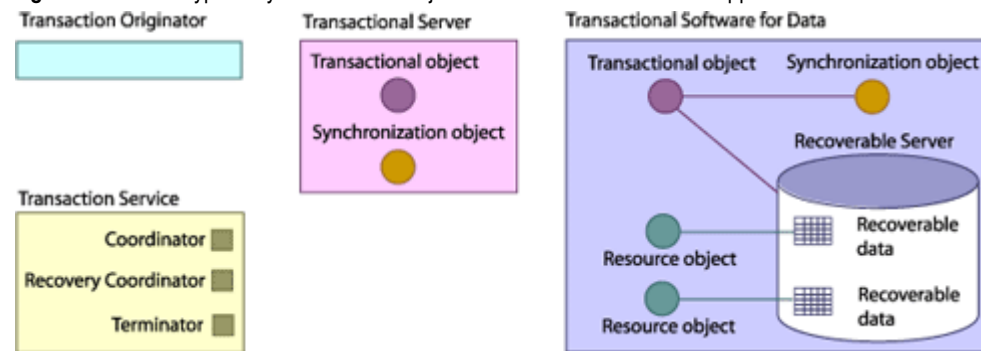 Transaction Originator
Transactional Server
Transactional object
Synchronization object
Transactional Software for Data
Transactional object
Synchronization object
Recoverable Server
Recoverable
data
Resource object
Recoverable
data
Resource object
Transaction Service
Coordinator
Recovery Coordinator
Terminator